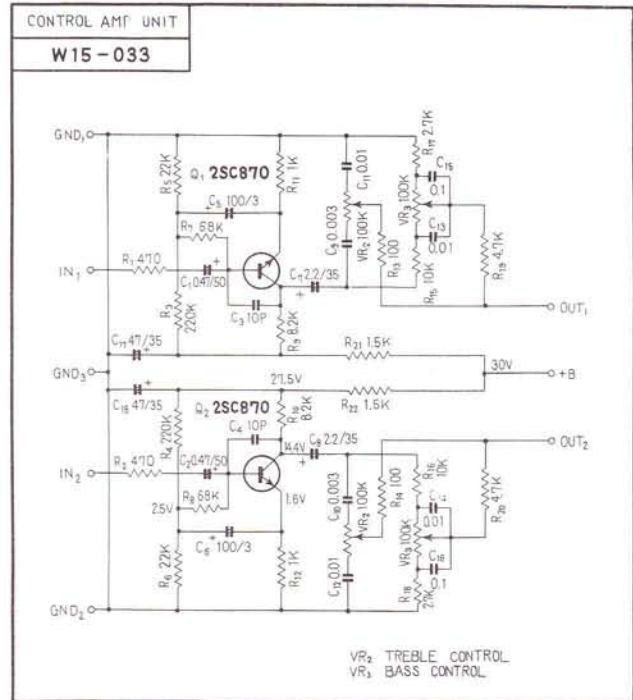 CONTROL AMP UNIT
W15-033
GND₁
R₅ 22K
Q₁ 2SC870
R₁₁ 1K
C₅ 100/3
R₇ 68K
C₁₁ 0.01
C₉ 0.003
VR₂ 100K
R₁₇ 2.7K
C₁₅
0.1
VR₃ 100K
C₁₃
0.01
IN₁
R₁ 470
C₁ 0.47/50
C₇ 2.2/35
R₁₃ 100
R₁₅ 10K
R₁₉ 4.7K
R₃
220K
C₃ 10P
R₉ 8.2K
OUT₁
C₁₇ 47/35
R₂₁ 1.5K
30V
GND₃
+B
27.5V
C₁₈ 47/35
Q₂ 2SC870
R₁₀
8.2K
R₂₂ 1.5K
C₄ 10P
R₄ 220K
14.4V
C₈ 2.2/35
OUT₂
IN₂
R₂ 470
C₂ 0.47/50
R₈ 68K
2.5V
1.6V
C₁₀ 0.003
VR₂ 100K
R₁₄ 100
R₁₆
10K
0.01
VR₃ 100K
C₁₆
0.1
R₂₀ 4.7K
C₆ 100/3
R₆ 22K
R₁₂ 1K
C₁₂ 0.01
R₁₈
2.7K
GND₂
VR₂ TREBLE CONTROL
VR₃ BASS CONTROL